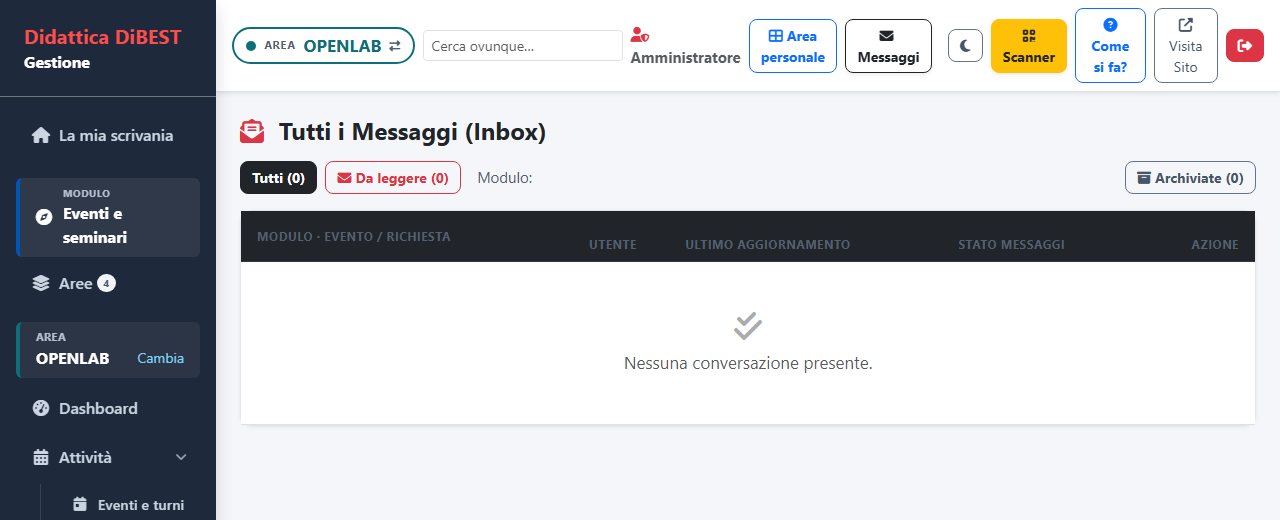 Didattica DiBEST
Gestione
La mia scrivania
MODULO
Eventi e
seminari
Aree 4
AREA
OPENLAB Cambia
Dashboard
Attività
Eventi e turni
AREA OPENLAB
Cerca ovunque...
Amministratore
Area
personale
Messaggi
Scanner
Come
si fa?
Visita
Sito
Tutti i Messaggi (Inbox)
Tutti (0) Da leggere (0) Modulo: Archiviate (0)
MODULO · EVENTO / RICHIESTA UTENTE ULTIMO AGGIORNAMENTO STATO MESSAGGI AZIONE
Nessuna conversazione presente.